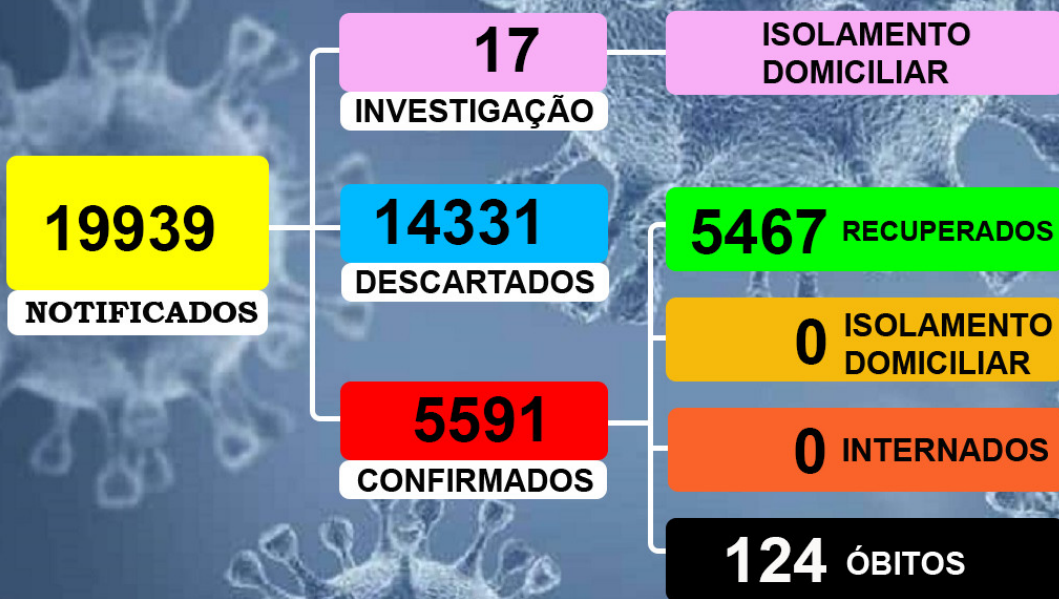 19939
NOTIFICADOS
17
INVESTIGAÇÃO
ISOLAMENTO
DOMICILIAR
14331
DESCARTADOS
5591
CONFIRMADOS
5467 RECUPERADOS
0 ISOLAMENTO
DOMICILIAR
0 INTERNADOS
124 ÓBITOS